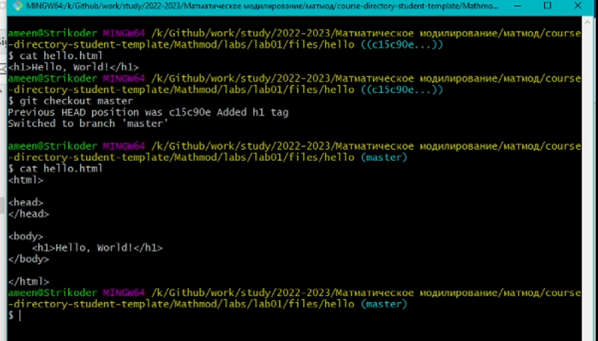 MINGW64:/k/Github/work/study/2022-2023/Матматическое модилирование/матмод/course-directory-student-template/Mathmod...
ameen@Strikoder MINGW64 /k/Github/work/study/2022-2023/Матматическое модилирование/матмод/course
-directory-student-template/Mathmod/labs/lab01/files/hello ((c15c90e...))
$ cat hello.html
<h1>Hello, World!</h1>
ameen@Strikoder MINGW64 /k/Github/work/study/2022-2023/Матматическое модилирование/матмод/course
-directory-student-template/Mathmod/labs/lab01/files/hello ((c15c90e...))
$ git checkout master
Previous HEAD position was c15c90e Added h1 tag
Switched to branch 'master'
ameen@Strikoder MINGW64 /k/Github/work/study/2022-2023/Матматическое модилирование/матмод/course
-directory-student-template/Mathmod/labs/lab01/files/hello (master)
$ cat hello.html
<html>
<head>
</head>
<body>
<h1>Hello, World!</h1>
</body>
</html>
ameen@Strikoder MINGW64 /k/Github/work/study/2022-2023/Матматическое модилирование/матмод/course
-directory-student-template/Mathmod/labs/lab01/files/hello (master)
$